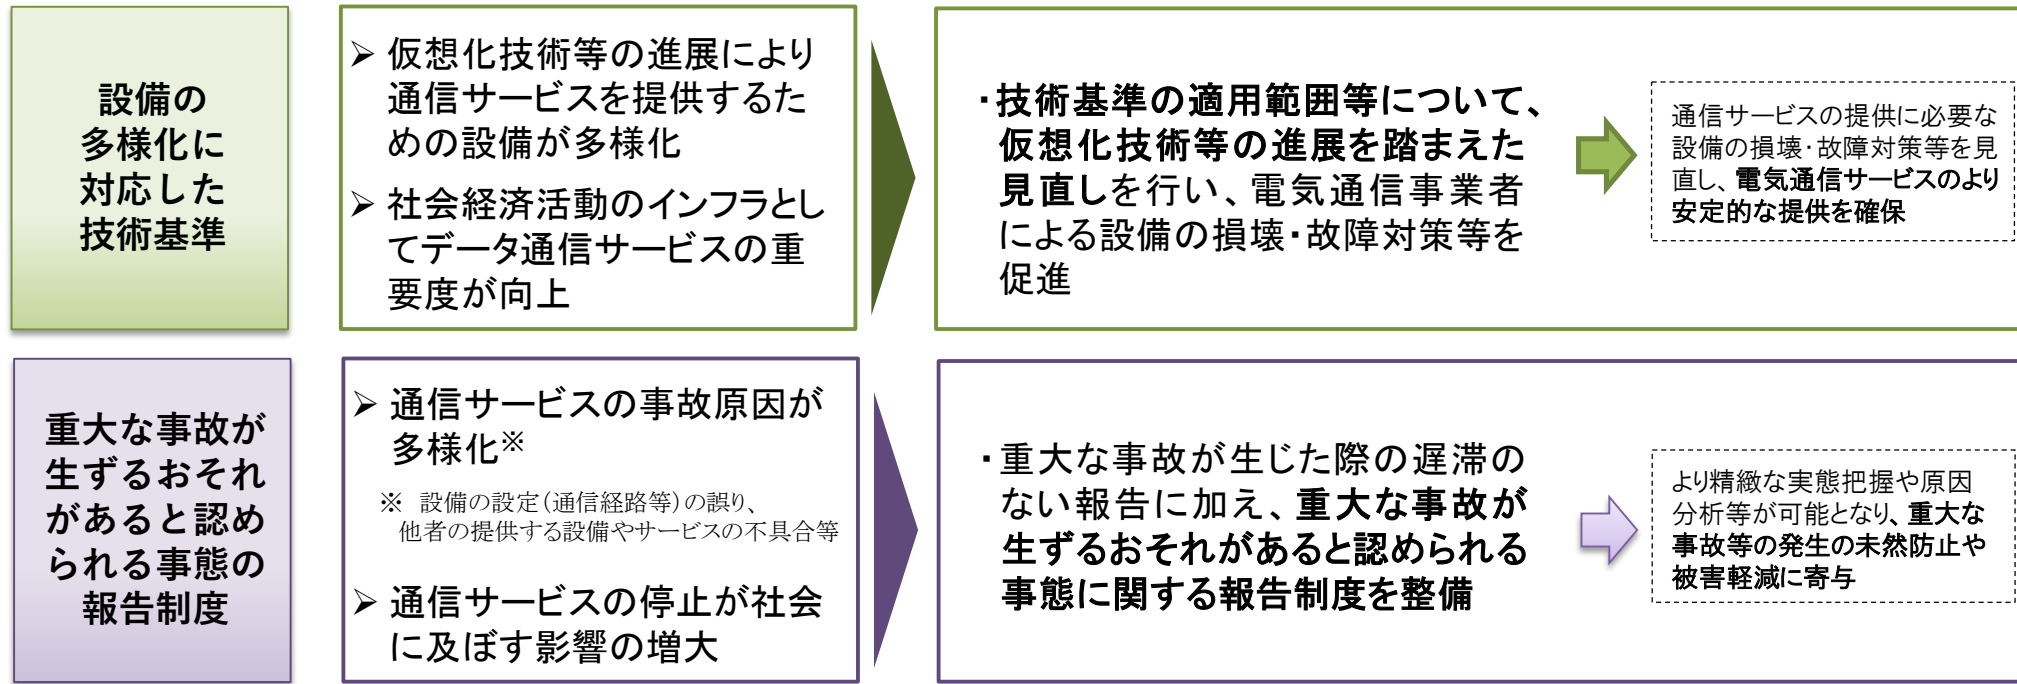 設備の
多様化に
対応した
技術基準
➢ 仮想化技術等の進展により
通信サービスを提供するた
めの設備が多様化
➢ 社会経済活動のインフラとし
てデータ通信サービスの重
要度が向上
・技術基準の適用範囲等について、
仮想化技術等の進展を踏まえた
見直しを行い、電気通信事業者
による設備の損壊・故障対策等を
促進
通信サービスの提供に必要な
設備の損壊・故障対策等を見
直し、電気通信サービスのより
安定的な提供を確保
重大な事故が
生ずるおそれ
があると認め
られる事態の
報告制度
➢ 通信サービスの事故原因が
多様化※
※ 設備の設定（通信経路等）の誤り、
他者の提供する設備やサービスの不具合等
➢ 通信サービスの停止が社会
に及ぼす影響の増大
・重大な事故が生じた際の遅滞の
ない報告に加え、重大な事故が
生ずるおそれがあると認められる
事態に関する報告制度を整備
より精緻な実態把握や原因
分析等が可能となり、重大な
事故等の発生の未然防止や
被害軽減に寄与